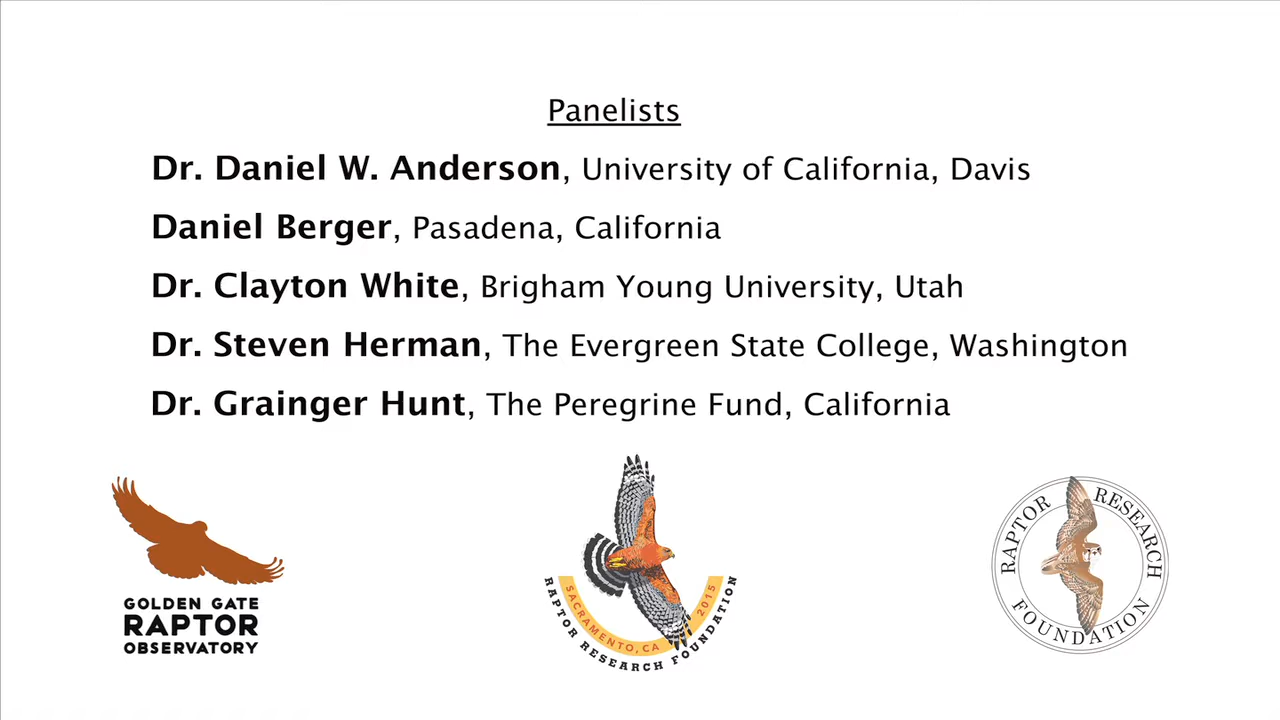 Panelists
Dr. Daniel W. Anderson, University of California, Davis
Daniel Berger, Pasadena, California
Dr. Clayton White, Brigham Young University, Utah
Dr. Steven Herman, The Evergreen State College, Washington
Dr. Grainger Hunt, The Peregrine Fund, California
GOLDEN GATE
RAPTOR
OBSERVATORY
SACRAMENTO, CA 2015
RAPTOR RESEARCH FOUNDATION
RAPTOR RESEARCH
FOUNDATION